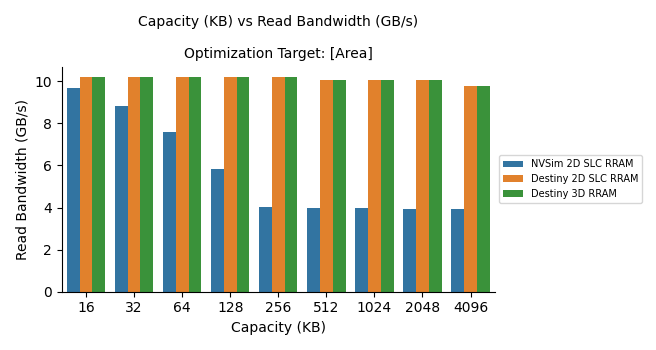 Capacity (KB) vs Read Bandwidth (GB/s)
Optimization Target: [Area]
Read Bandwidth (GB/s)
10
8
6
4
2
0
16 32 64 128 256 512 1024 2048 4096
Capacity (KB)
NVSim 2D SLC RRAM
Destiny 2D SLC RRAM
Destiny 3D RRAM